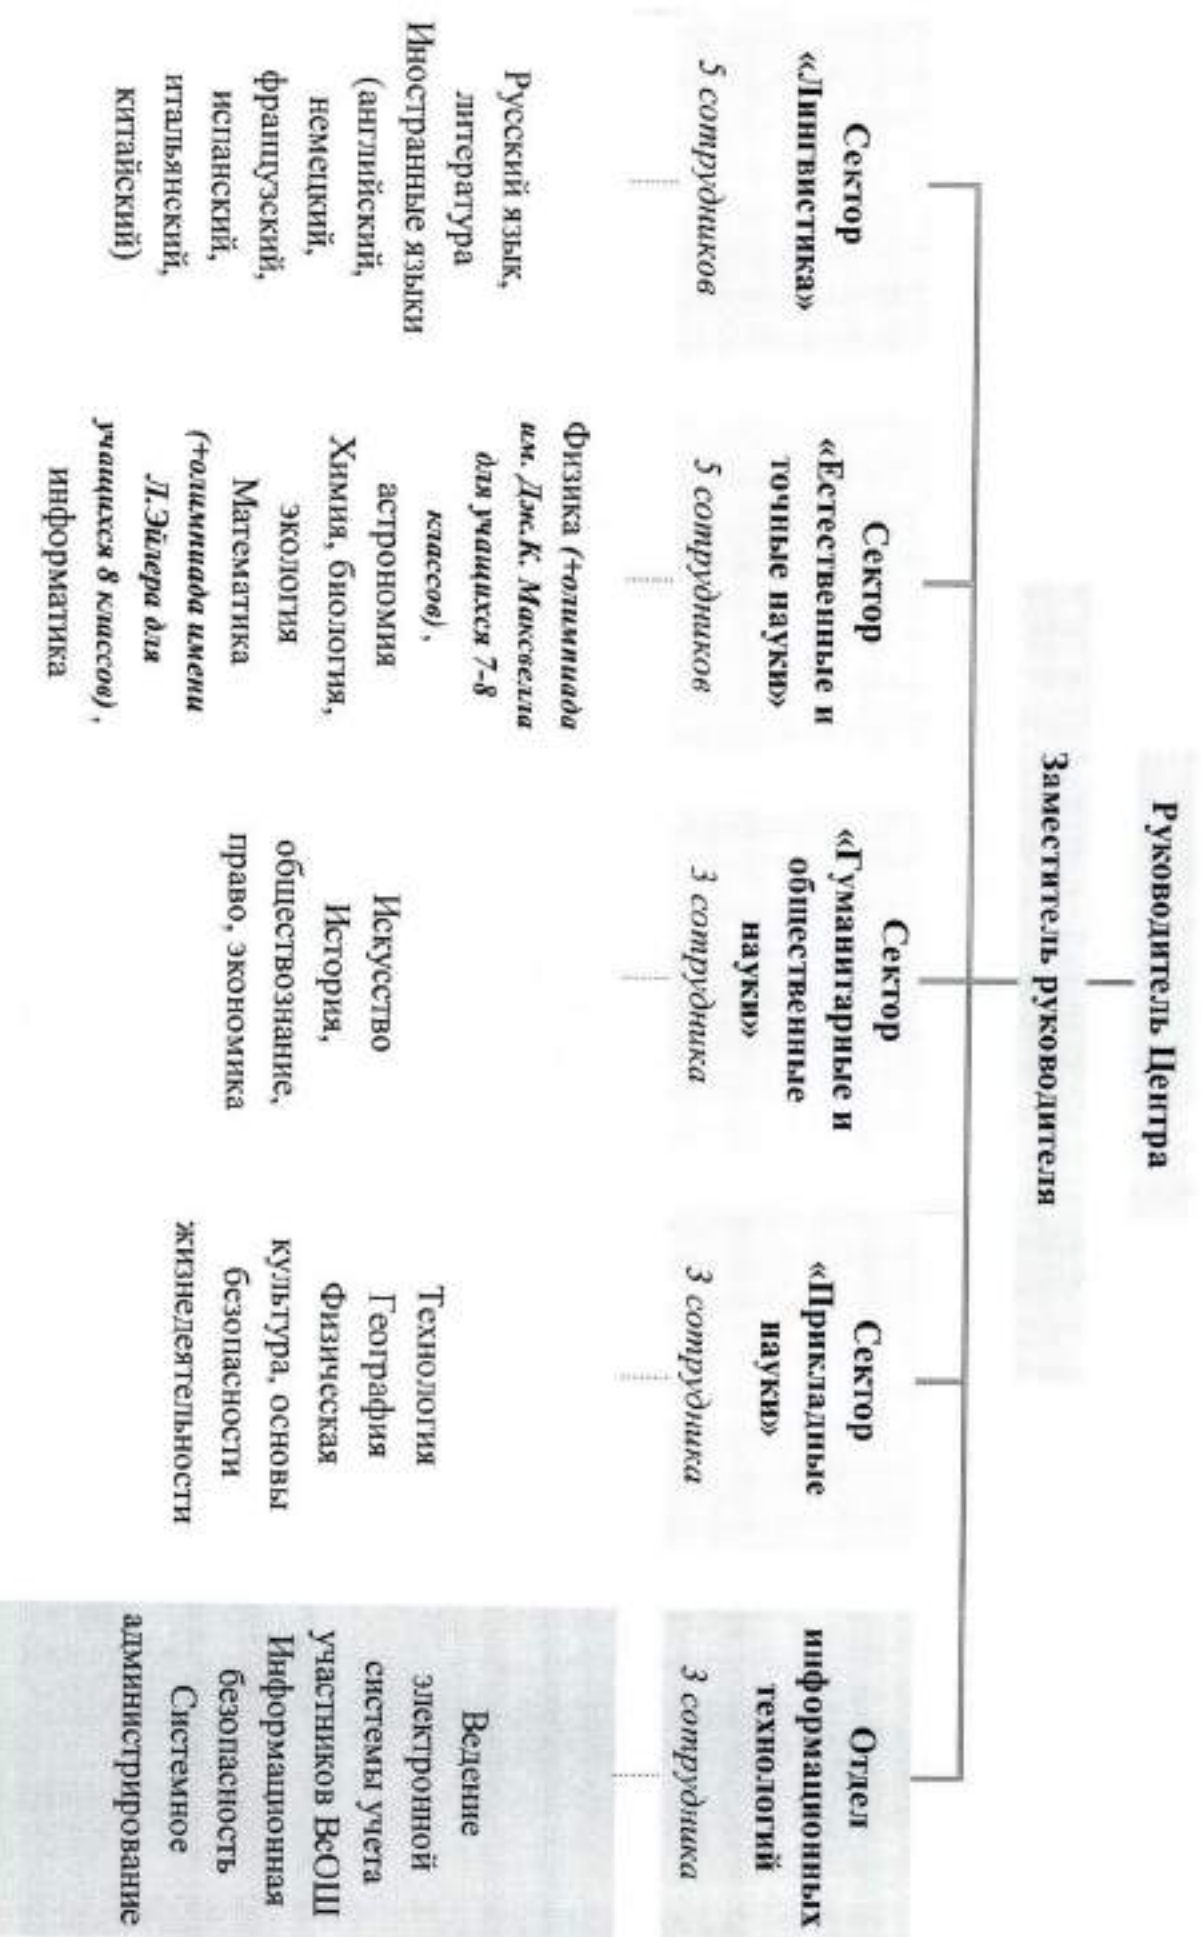 Руководитель Центра
Заместитель руководителя
Сектор
«Лингвистика»
5 сотрудников
Русский язык,
литература
Иностранные языки
(английский,
немецкий,
французский,
испанский,
итальянский,
китайский)
Сектор
«Естественные и
точные науки»
5 сотрудников
Физика (+олимпиада
им. Дж.К. Максвелла
для учащихся 7-8
классов) ,
астрономия
Химия, биология,
экология
Математика
(+олимпиада имени
Л.Эйлера для
учащихся 8 классов) ,
информатика
Сектор
«Гуманитарные и
общественные
науки»
3 сотрудника
Искусство
История,
обществознание,
право, экономика
Сектор
«Прикладные
науки»
3 сотрудника
Технология
География
Физическая
культура, основы
безопасности
жизнедеятельности
Отдел
информационных
технологий
3 сотрудника
Ведение
электронной
системы учета
участников ВсОШ
Информационная
безопасность
Системное
администрирование